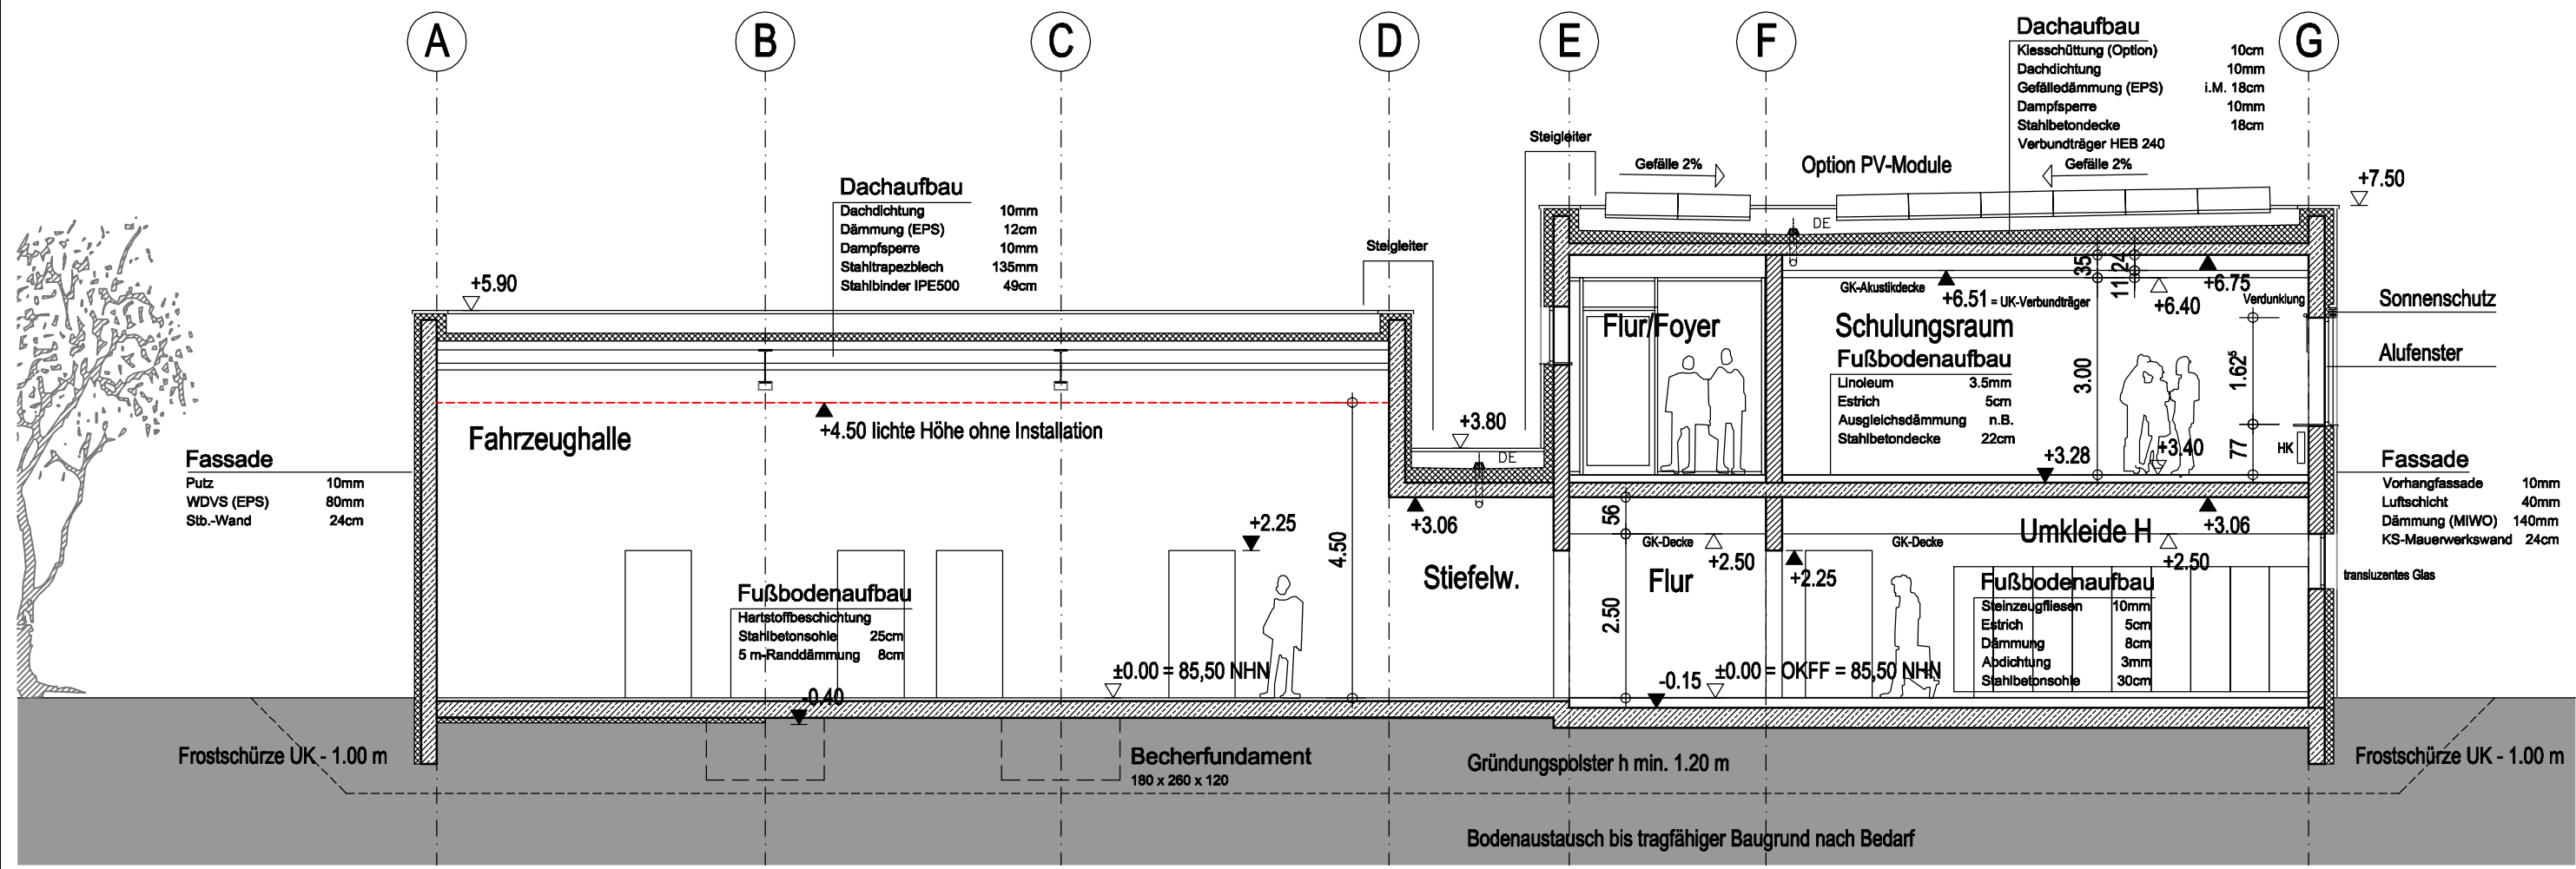 A
B
C
D
E
F
G
Dachaufbau
Kiesschüttung (Option) 10cm
Dachdichtung 10mm
Gefälledämmung (EPS) i.M. 18cm
Dampfsperre 10mm
Stahlbetondecke 18cm
Verbundträger HEB 240
Steigleiter
Gefälle 2%
Option PV-Module
Gefälle 2%
+7.50
DE
Dachaufbau
Dachdichtung 10mm
Dämmung (EPS) 12cm
Dampfsperre 10mm
Stahltrapezblech 135mm
Stahlbinder IPE500 49cm
Steigleiter
+5.90
35
24
11
GK-Akustikdecke
+6.51 = UK-Verbundträger
+6.75
+6.40
Verdunklung
Sonnenschutz
Alufenster
Flur/Foyer
Schulungsraum
Fußbodenaufbau
Linoleum 3.5mm
Estrich 5cm
Ausgleichsdämmung n.B.
Stahlbetondecke 22cm
3.00
1.62⁵
77
HK
+3.40
+3.28
+4.50 lichte Höhe ohne Installation
Fahrzeughalle
+3.80
DE
Fassade
Putz 10mm
WDVS (EPS) 80mm
Stb.-Wand 24cm
Fassade
Vorhangfassade 10mm
Luftschicht 40mm
Dämmung (MIWO) 140mm
KS-Mauerwerkswand 24cm
+2.25
4.50
+3.06
56
Umkleide H
+3.06
GK-Decke
+2.50
GK-Decke
+2.50
+2.25
Stiefelw.
Flur
2.50
transluzentes Glas
Fußbodenaufbau
Hartstoffbeschichtung
Stahlbetonsohle 25cm
5 m-Randdämmung 8cm
Fußbodenaufbau
Steinzeugfliesen 10mm
Estrich 5cm
Dämmung 8cm
Abdichtung 3mm
Stahlbetonsohle 30cm
±0.00 = 85,50 NHN
-0.15
±0.00 = OKFF = 85,50 NHN
-0.40
Frostschürze UK - 1.00 m
Becherfundament
180 x 260 x 120
Gründungspolster h min. 1.20 m
Frostschürze UK - 1.00 m
Bodenaustausch bis tragfähiger Baugrund nach Bedarf